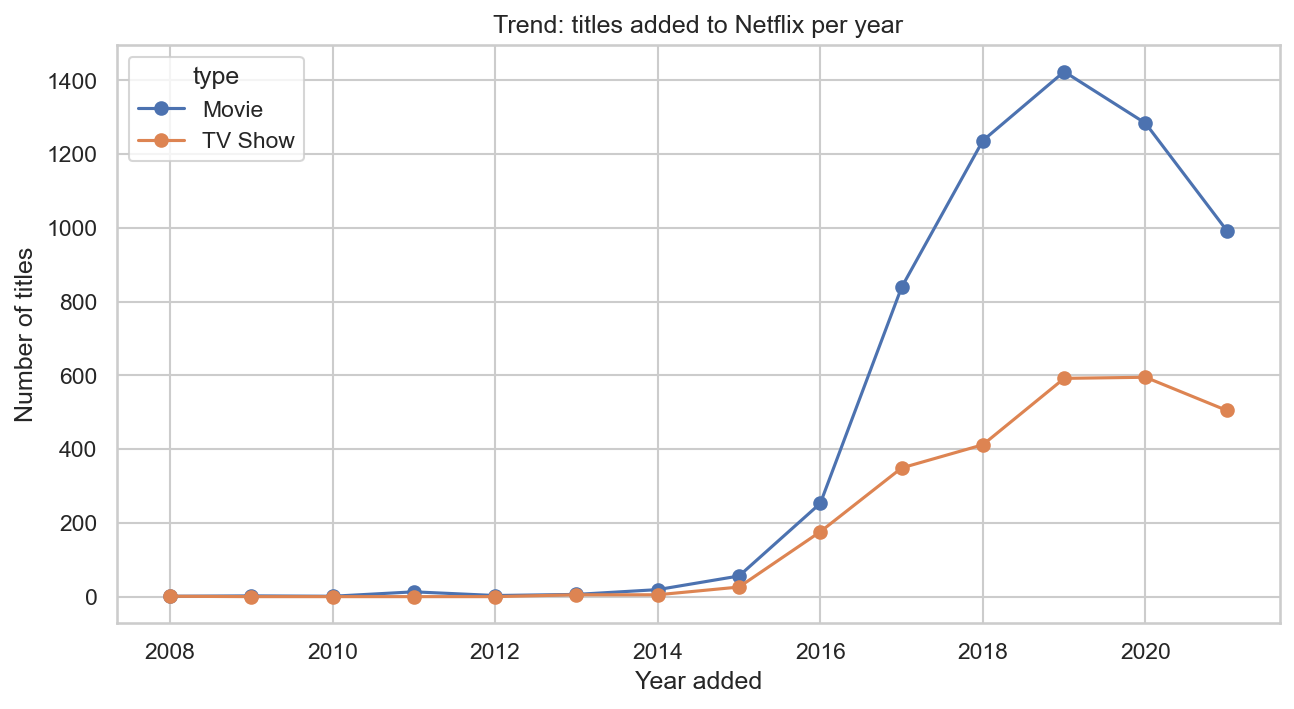 Trend: titles added to Netflix per year
type
Movie
TV Show
1400
1200
1000
800
600
400
200
0
Number of titles
2008 2010 2012 2014 2016 2018 2020
Year added